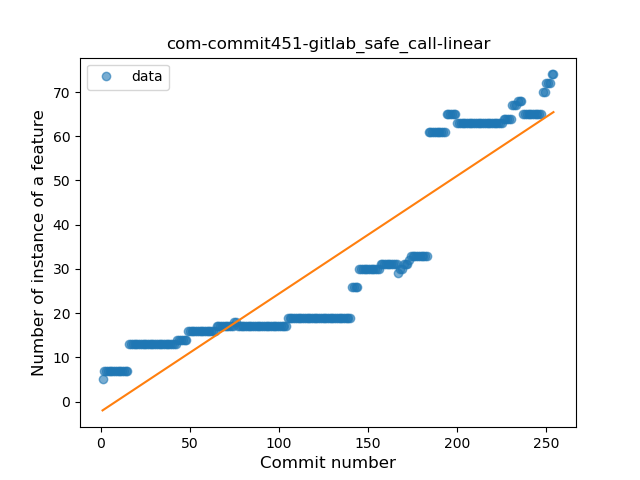 com-commit451-gitlab_safe_call-linear
data
Number of instance of a feature
70
60
50
40
30
20
10
0
0 50 100 150 200 250
Commit number